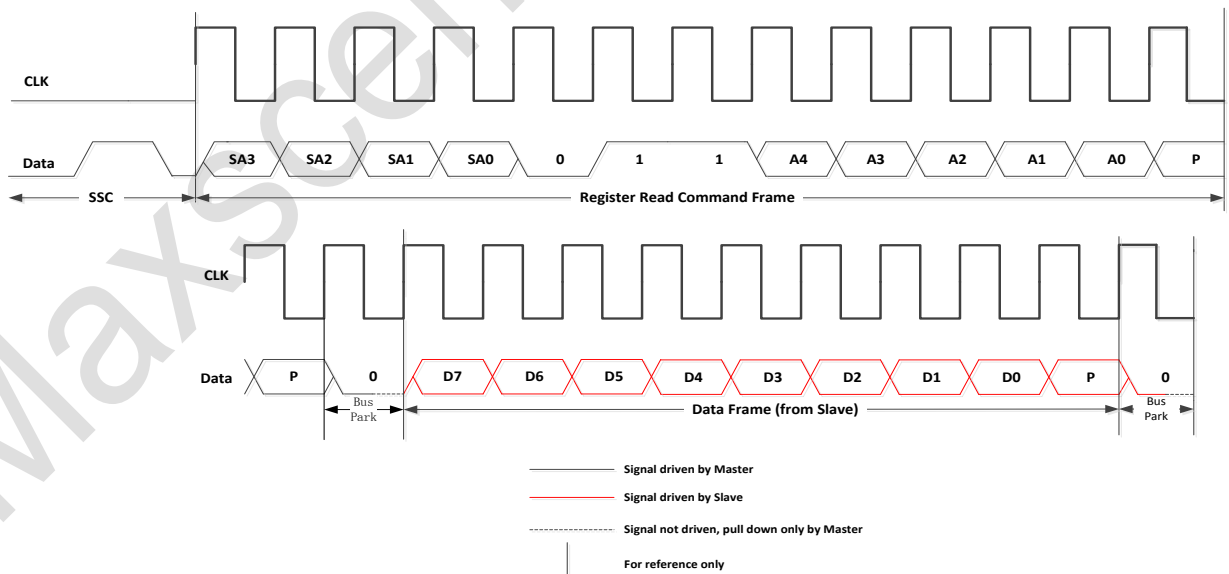 CLK
Data SA3 SA2 SA1 SA0 0 1 1 A4 A3 A2 A1 A0 P
SSC Register Read Command Frame
CLK
Data P 0 D7 D6 D5 D4 D3 D2 D1 D0 P 0
Bus Park Data Frame (from Slave) Bus Park
Signal driven by Master
Signal driven by Slave
Signal not driven, pull down only by Master
For reference only